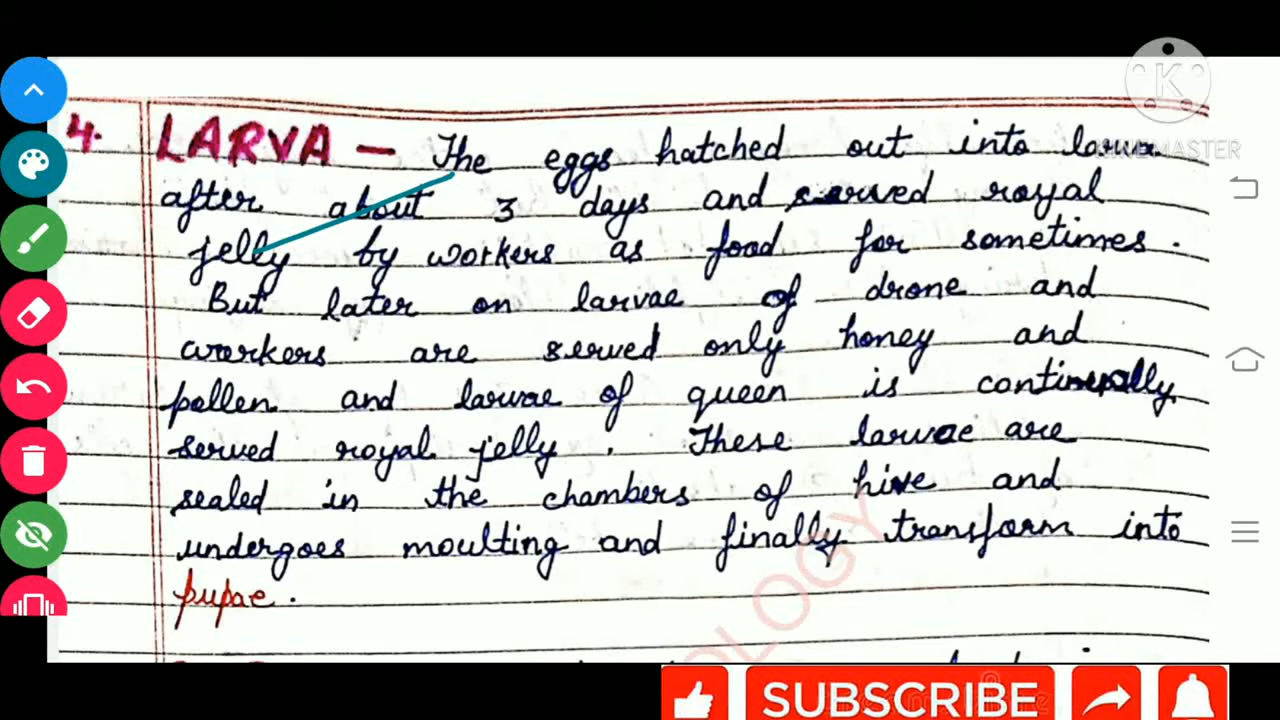 4. LARVA - The eggs hatched out into larva
after about 3 days and served royal
jelly by workers as food for sometimes.
But later on larvae of drone and
workers are served only honey and
pollen and larvae of queen is continually
served royal jelly. These larvae are
sealed in the chambers of hive and
undergoes moulting and finally transform into
pupae.
K
KINEMASTER
OLOGY
SUBSCRIBE